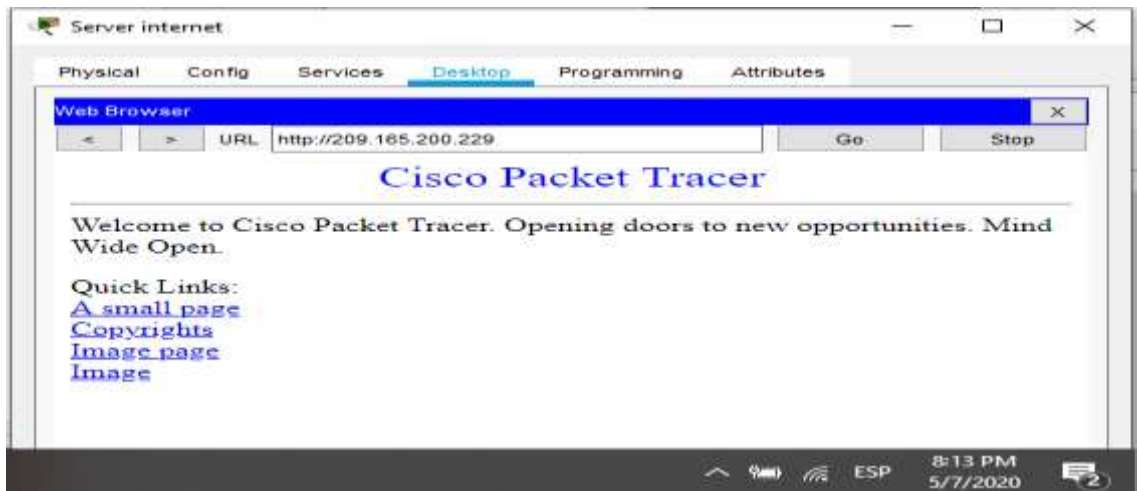 Server internet
Physical Config Services Desktop Programming Attributes
Web Browser X
< > URL http://209.165.200.229 Go Stop
Cisco Packet Tracer
Welcome to Cisco Packet Tracer. Opening doors to new opportunities. Mind
Wide Open.
Quick Links:
A small page
Copyrights
Image page
Image
ESP 8:13 PM
5/7/2020 2